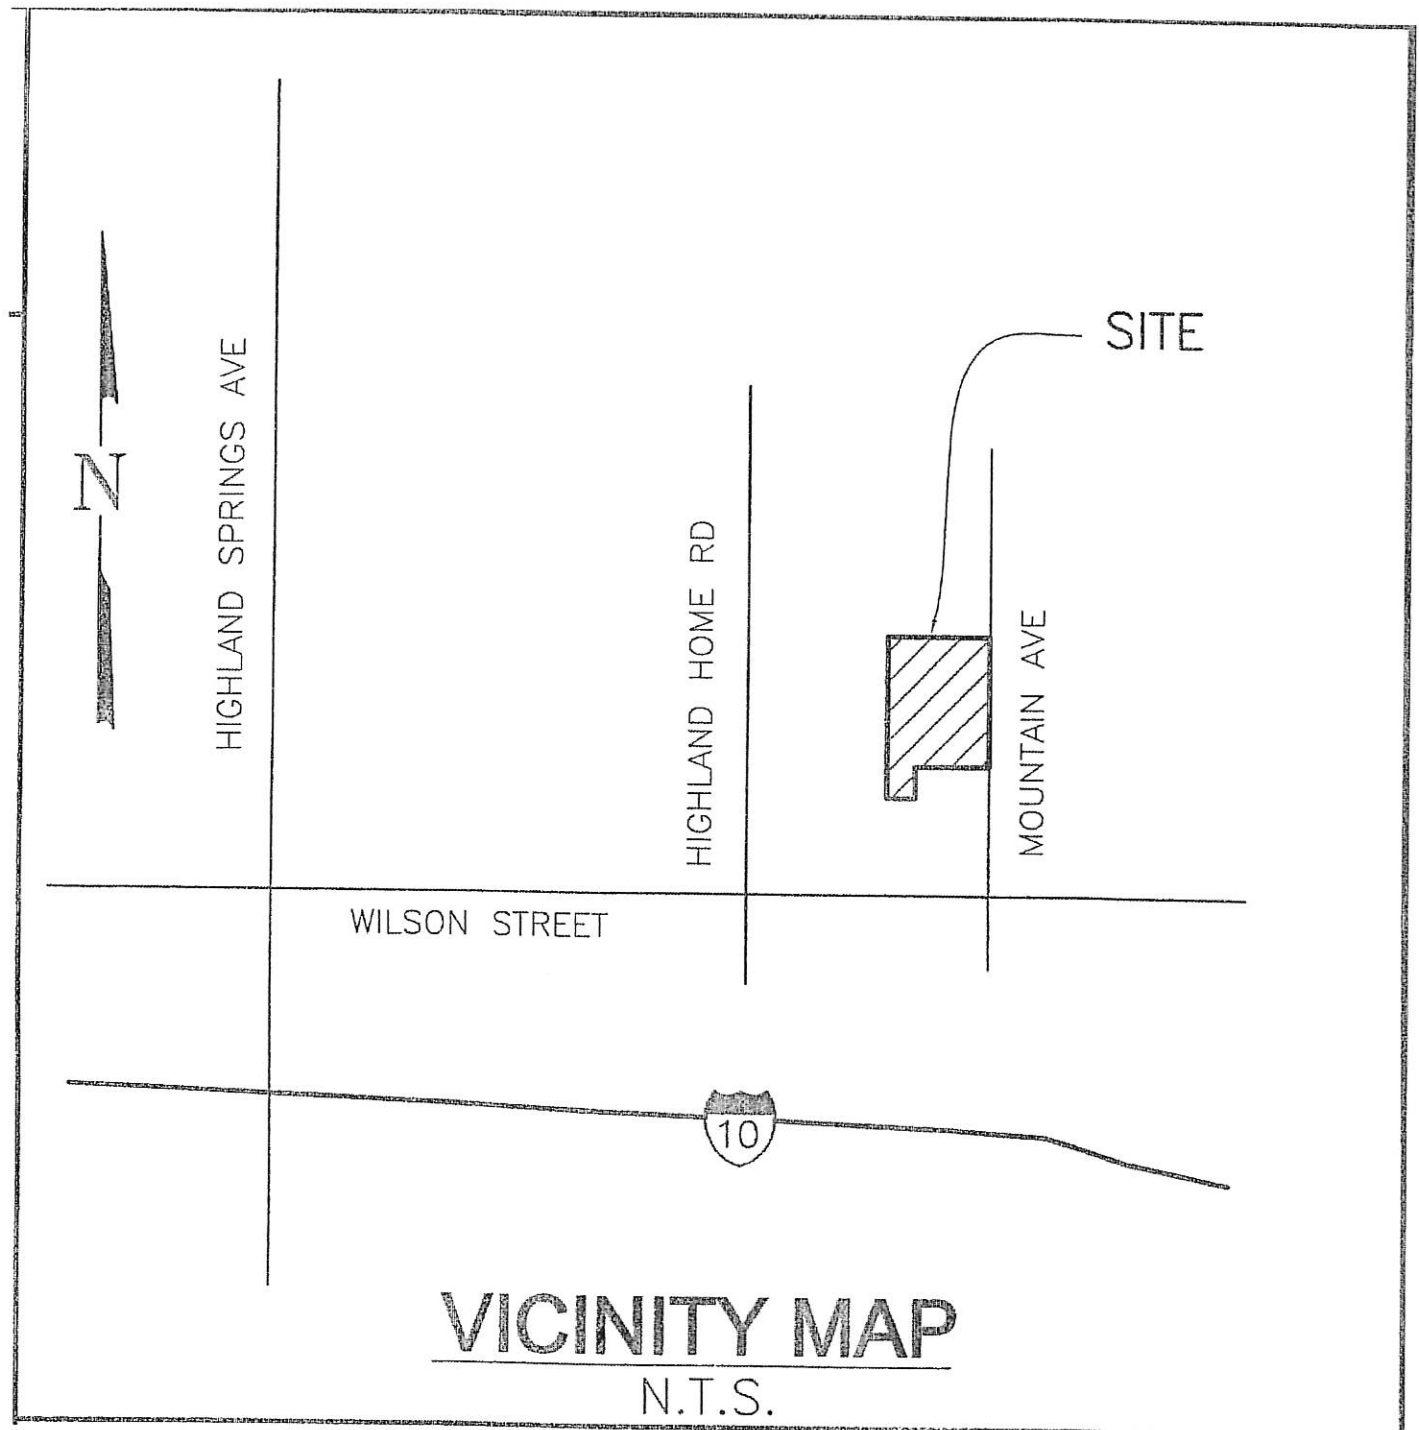 SITE
HIGHLAND SPRINGS AVE
N
HIGHLAND HOME RD
MOUNTAIN AVE
WILSON STREET
10
VICINITY MAP
N.T.S.